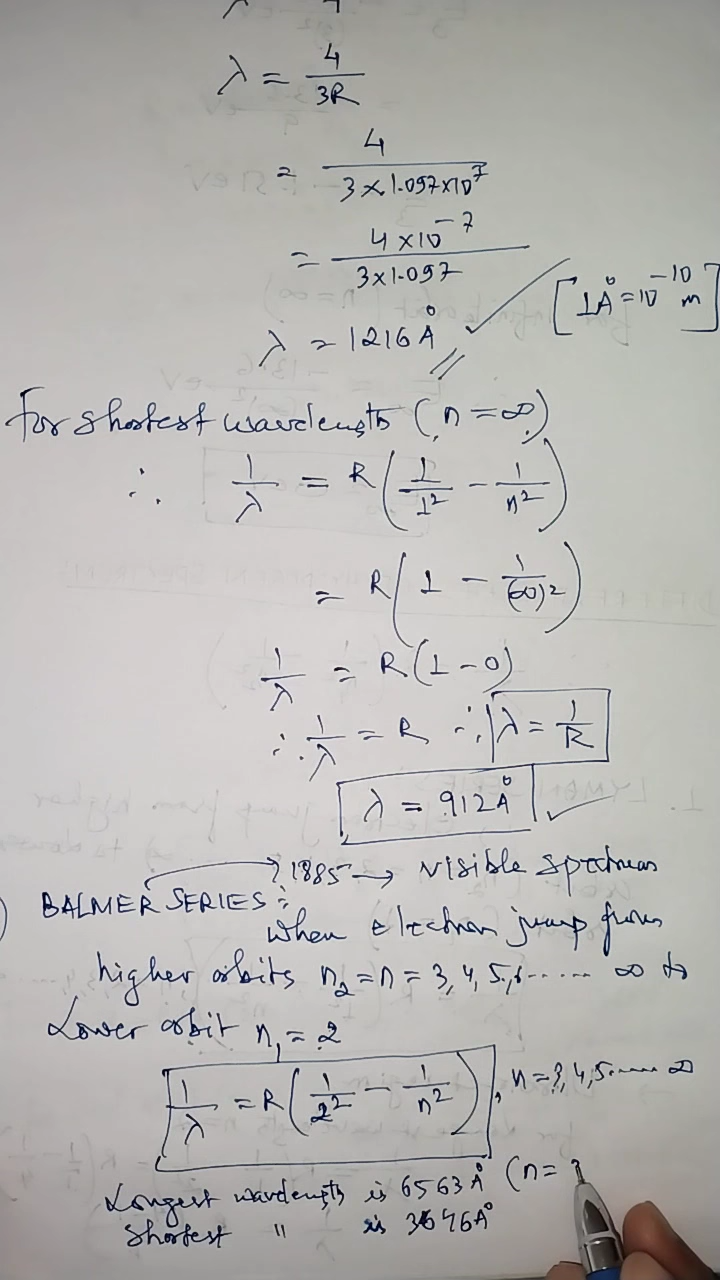 λ = 4/3R
= 4/(3 × 1.097×10^7)
= (4 × 10^-7)/(3×1.097)
[1Å = 10^-10 m]
λ = 1216 Å
For shortest wavelength (n = ∞)
∴ 1/λ = R(1/1² - 1/n²)
= R(1 - 1/(∞)²)
1/λ = R(1 - 0)
∴ 1/λ = R ∴ λ = 1/R
λ = 912Å
→ 1885 → Visible Spectrum
BALMER SERIES :
when electron jump from
higher orbits n₂ = n = 3, 4, 5, 6 ...... ∞ to
Lower orbit n₁ = 2
1/λ = R(1/2² - 1/n²), n = 3, 4, 5...... ∞
Longest wavelength is 6563Å (n =
Shortest " is 3646Å